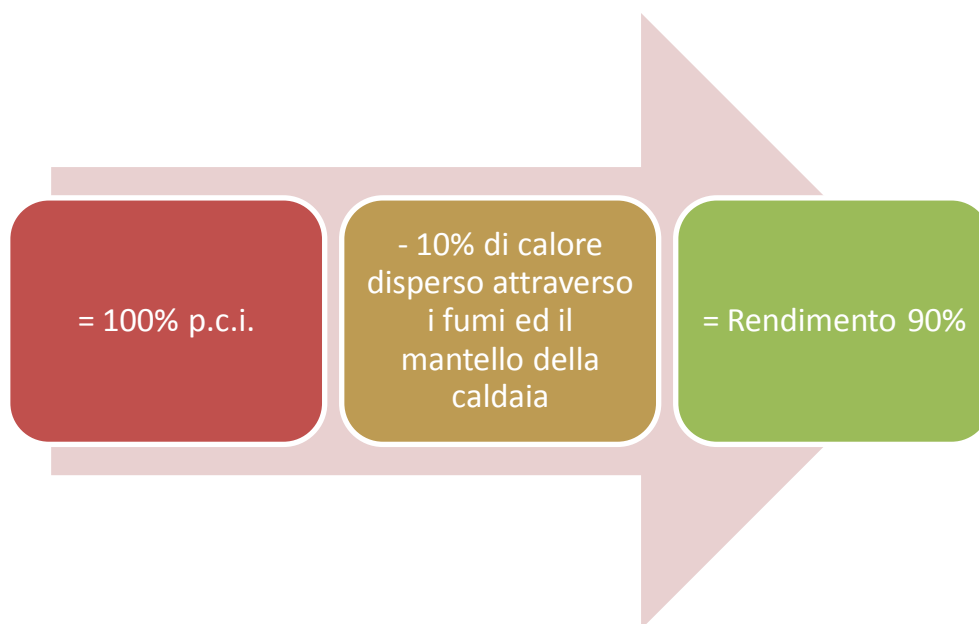 = 100% p.c.i.
- 10% di calore
disperso attraverso
i fumi ed il
mantello della
caldaia
= Rendimento 90%